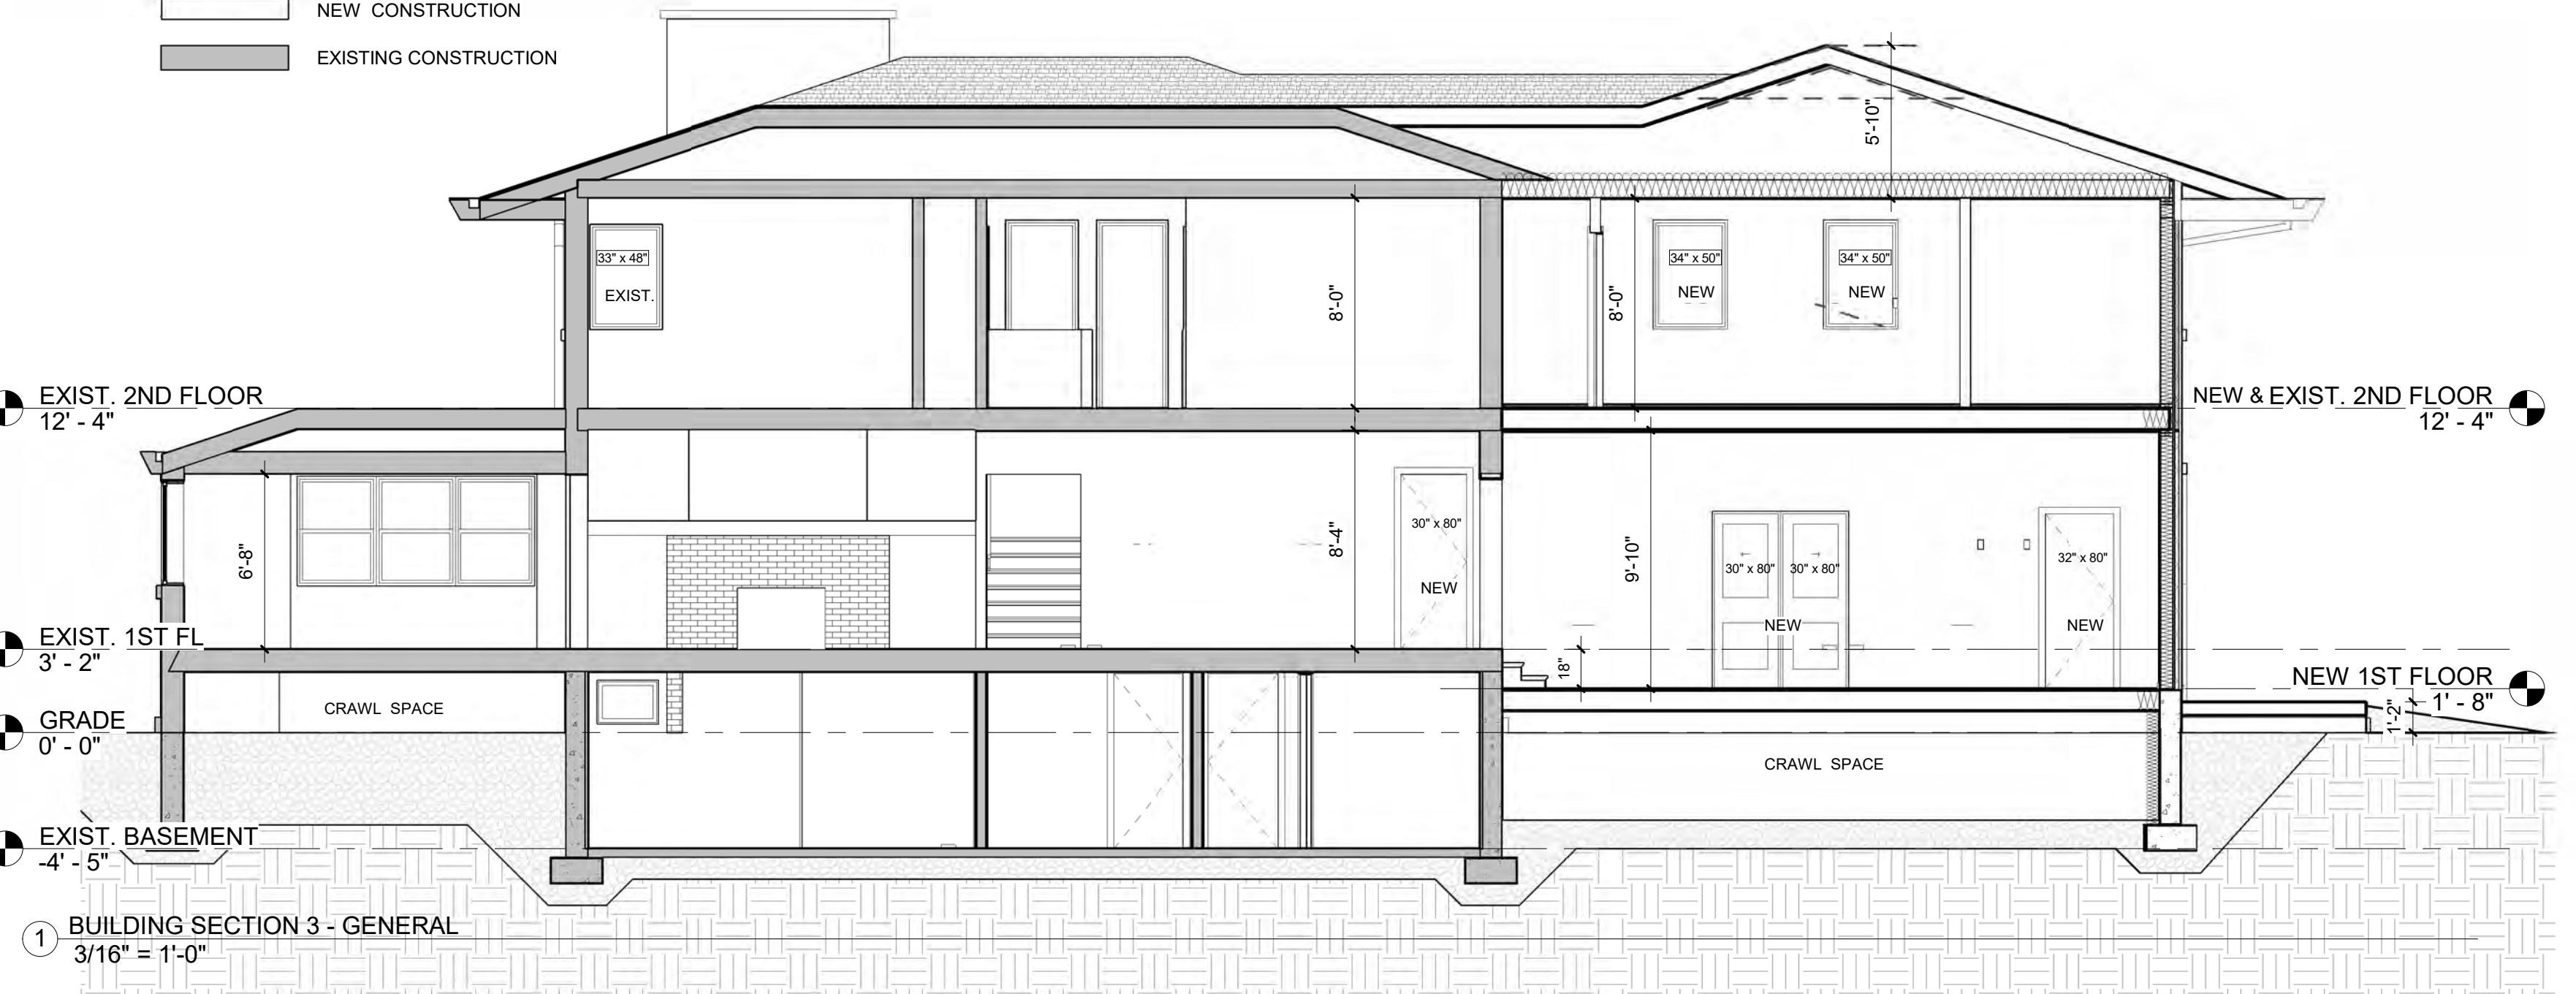 NEW CONSTRUCTION
EXISTING CONSTRUCTION
5'-10"
33" x 48"
EXIST.
8'-0"
8'-0"
34" x 50"
NEW
34" x 50"
NEW
EXIST. 2ND FLOOR
12' - 4"
NEW & EXIST. 2ND FLOOR
12' - 4"
6'-8"
8'-4"
30" x 80"
NEW
9'-10"
30" x 80"
30" x 80"
NEW
32" x 80"
NEW
EXIST. 1ST FL
3' - 2"
18"
NEW 1ST FLOOR
1' - 8"
1'-2"
CRAWL SPACE
GRADE
0' - 0"
CRAWL SPACE
EXIST. BASEMENT
-4' - 5"
1
BUILDING SECTION 3 - GENERAL
3/16" = 1'-0"